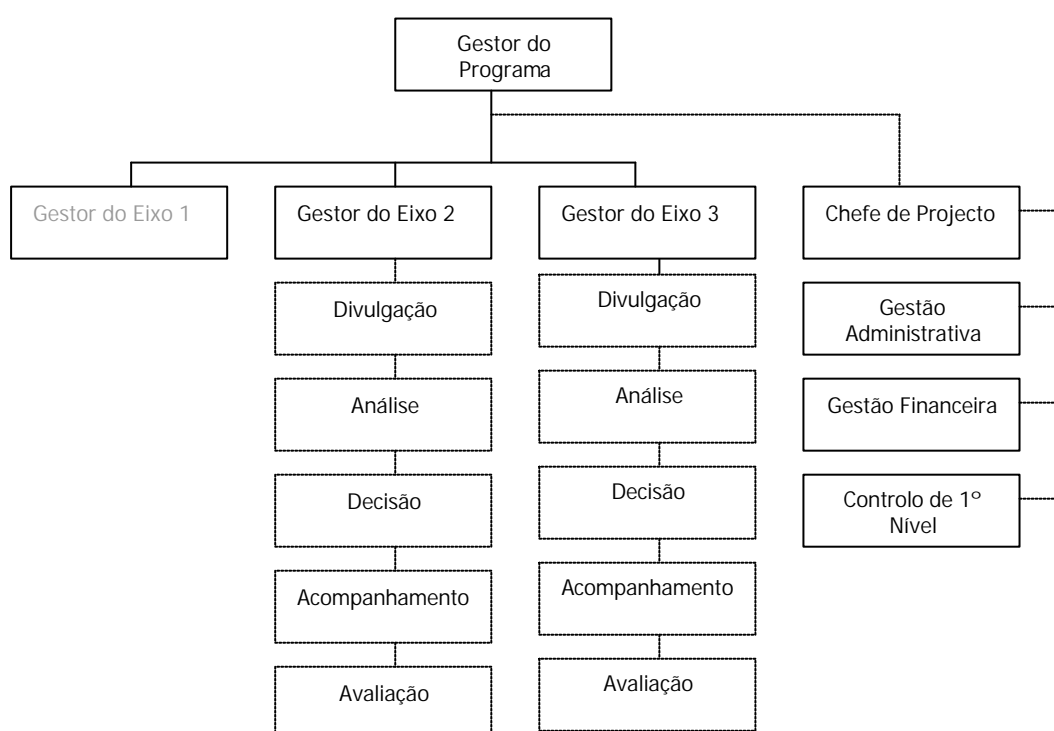 Gestor do
Programa
Gestor do Eixo 1
Gestor do Eixo 2
Gestor do Eixo 3
Chefe de Projecto
Divulgação
Divulgação
Gestão
Administrativa
Análise
Análise
Gestão Financeira
Decisão
Decisão
Controlo de 1º
Nível
Acompanhamento
Acompanhamento
Avaliação
Avaliação